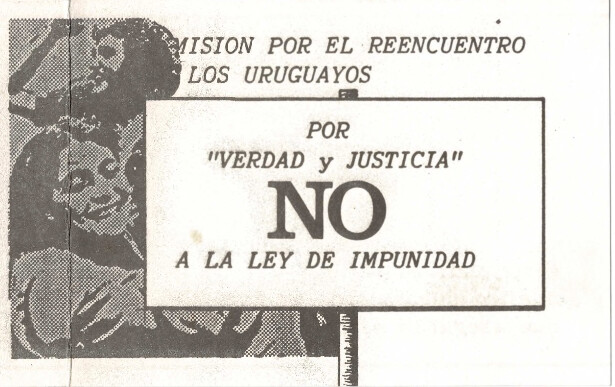 MISION POR EL REENCUENTRO
LOS URUGUAYOS
POR
"VERDAD y JUSTICIA"
NO
A LA LEY DE IMPUNIDAD